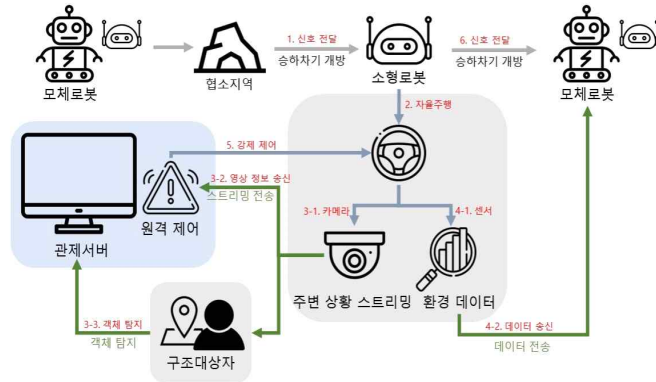 1. 신호 전달
승하차기 개방
6. 신호 전달
승하차기 개방
모체로봇
협소지역
소형로봇
모체로봇
2. 자율주행
5. 강제 제어
3-2. 영상 정보 송신
스트리밍 전송
3-1. 카메라
4-1. 센서
원격 제어
관제서버
주변 상황 스트리밍
환경 데이터
3-3. 객체 탐지
객체 탐지
4-2. 데이터 송신
데이터 전송
구조대상자